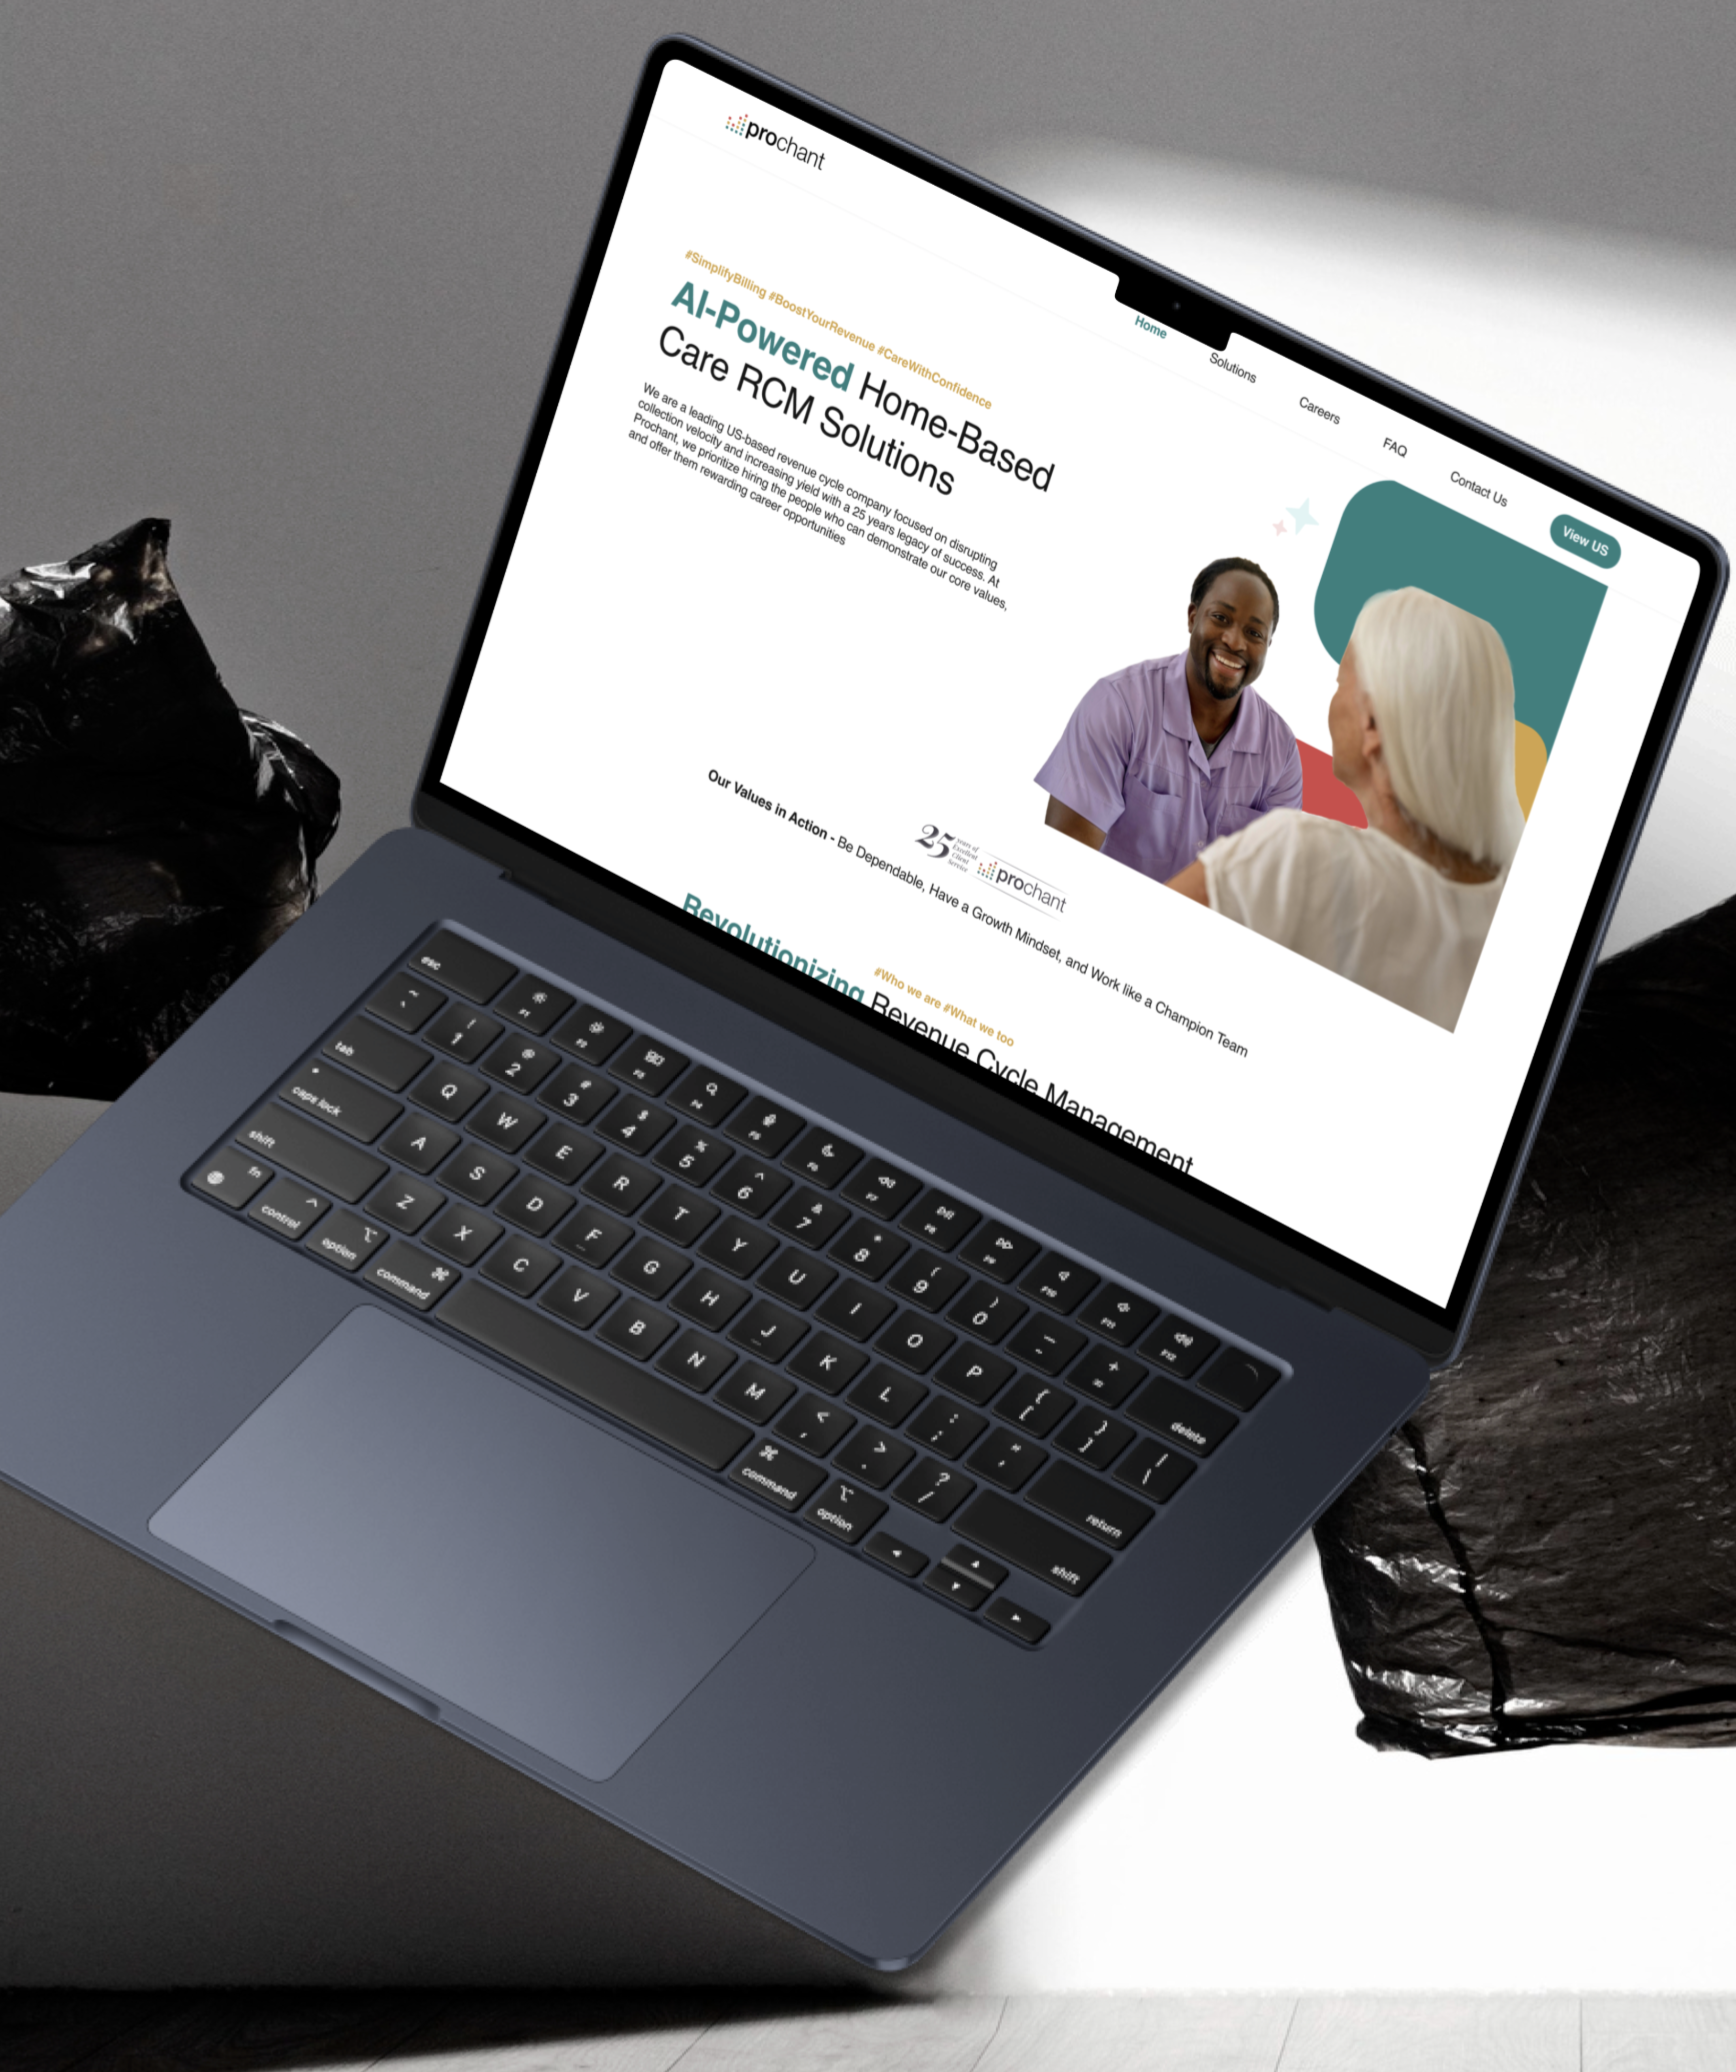 prochant
Home
Solutions
Careers
FAQ
Contact Us
View US
#SimplifyBilling #BoostYourRevenue #CareWithConfidence
AI-Powered Home-Based
Care RCM Solutions
We are a leading US-based revenue cycle company focused on disrupting
collection velocity and increasing yield with a 25 years legacy of success. At
Prochant, we prioritize hiring the people who can demonstrate our core values,
and offer them rewarding career opportunities
25
years of
Excellent
Client
Service
prochant
Our Values in Action - Be Dependable, Have a Growth Mindset, and Work like a Champion Team
#Who we are #What we too
Revolutionizing Revenue Cycle Management
esc F1 F2 F3 F4 F5 F6 F7 F8 F9 F10 F11 F12
~ ` ! 1 @ 2 # 3 $ 4 % 5 ^ 6 & 7 * 8 ( 9 ) 0 _ - + = delete
tab Q W E R T Y U I O P { [ } ] | \
caps lock A S D F G H J K L : ; " ' return
shift Z X C V B N M < , > . ? / shift
fn control option command command option